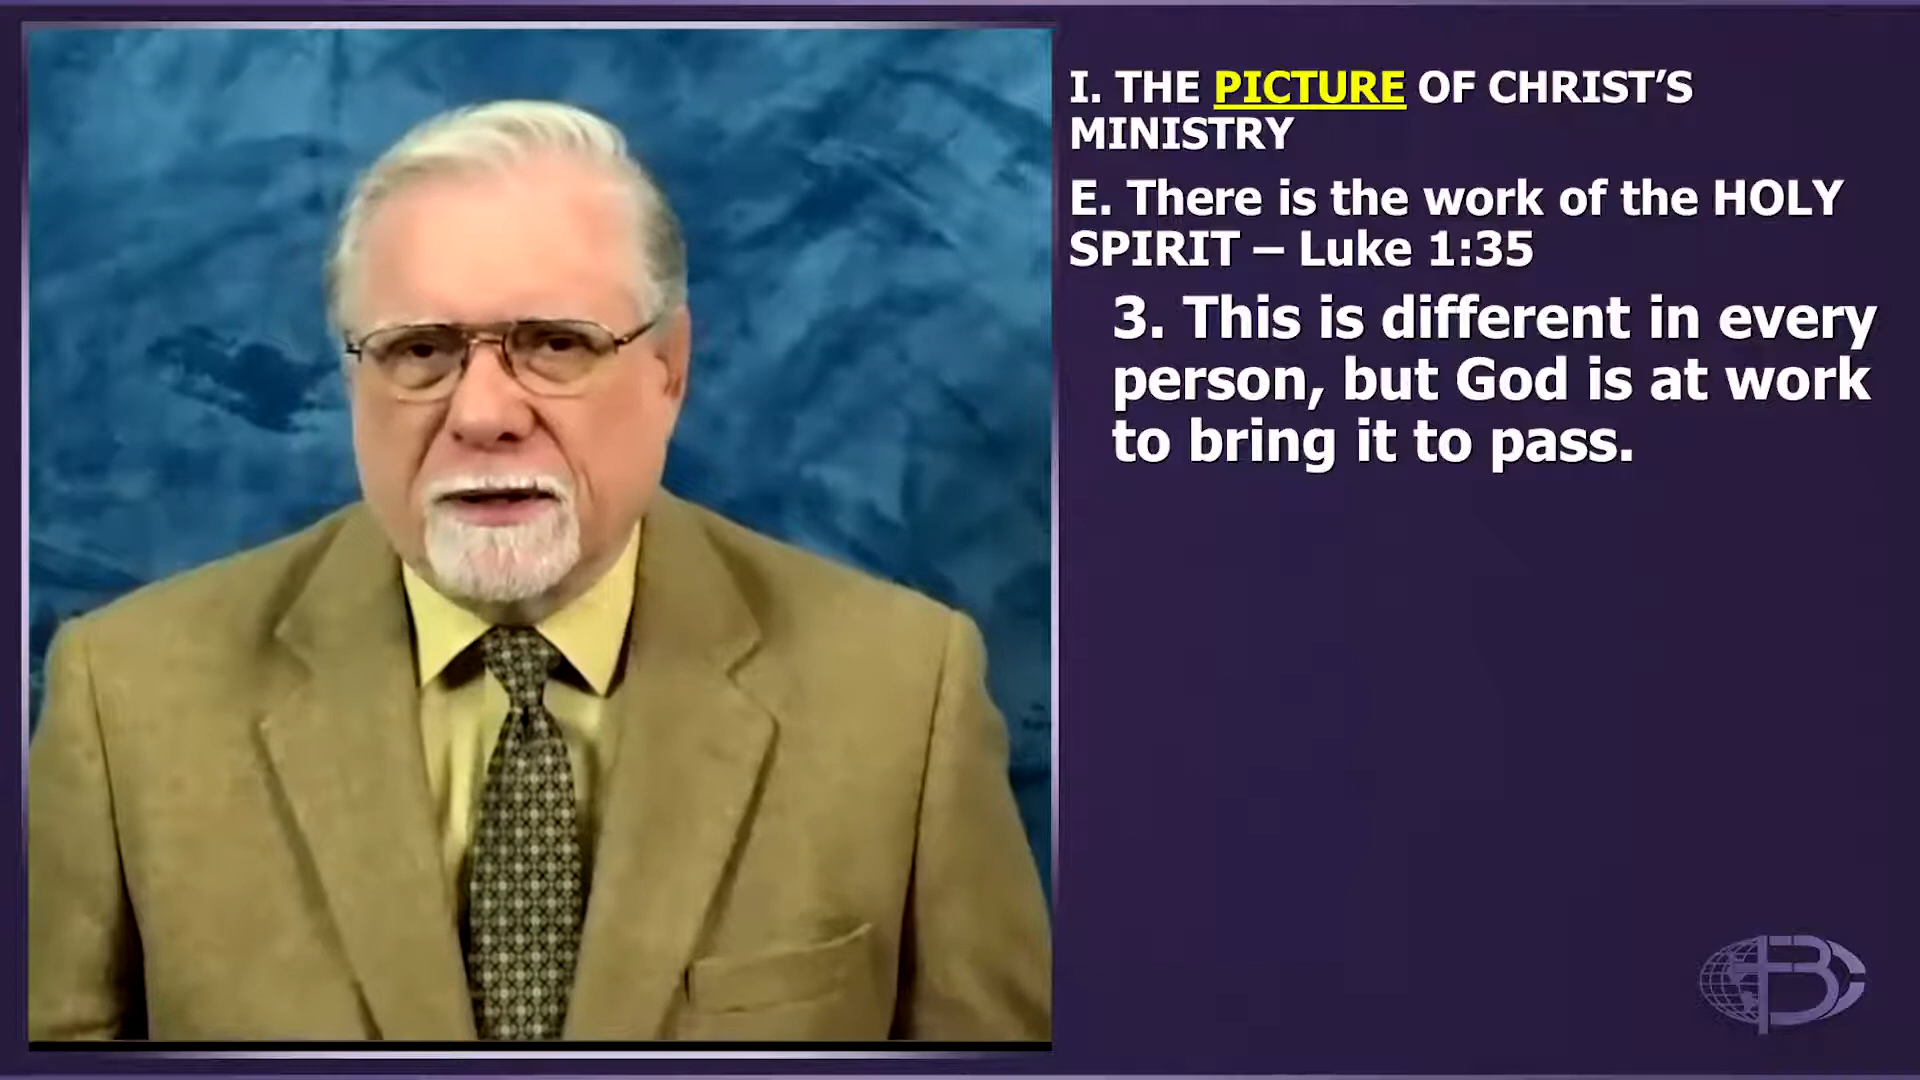 I. THE PICTURE OF CHRIST’S
MINISTRY
E. There is the work of the HOLY
SPIRIT – Luke 1:35
3. This is different in every
person, but God is at work
to bring it to pass.